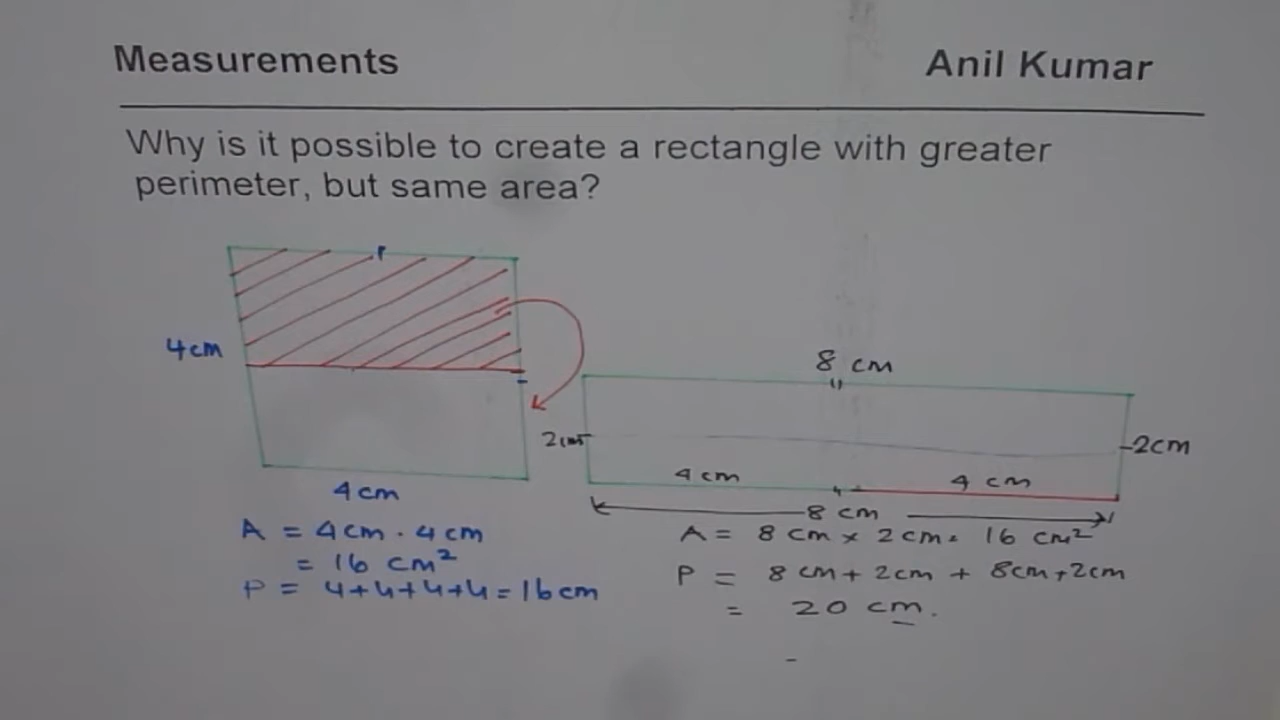 Measurements Anil Kumar
Why is it possible to create a rectangle with greater
perimeter, but same area?
4cm
4cm
8 cm
2cm
2cm
4 cm
4 cm
8 cm
A = 4cm . 4cm
= 16 cm²
P = 4+4+4+4=16cm
A = 8 cm × 2cm = 16 cm²
P = 8cm + 2cm + 8cm + 2cm
= 20 cm.